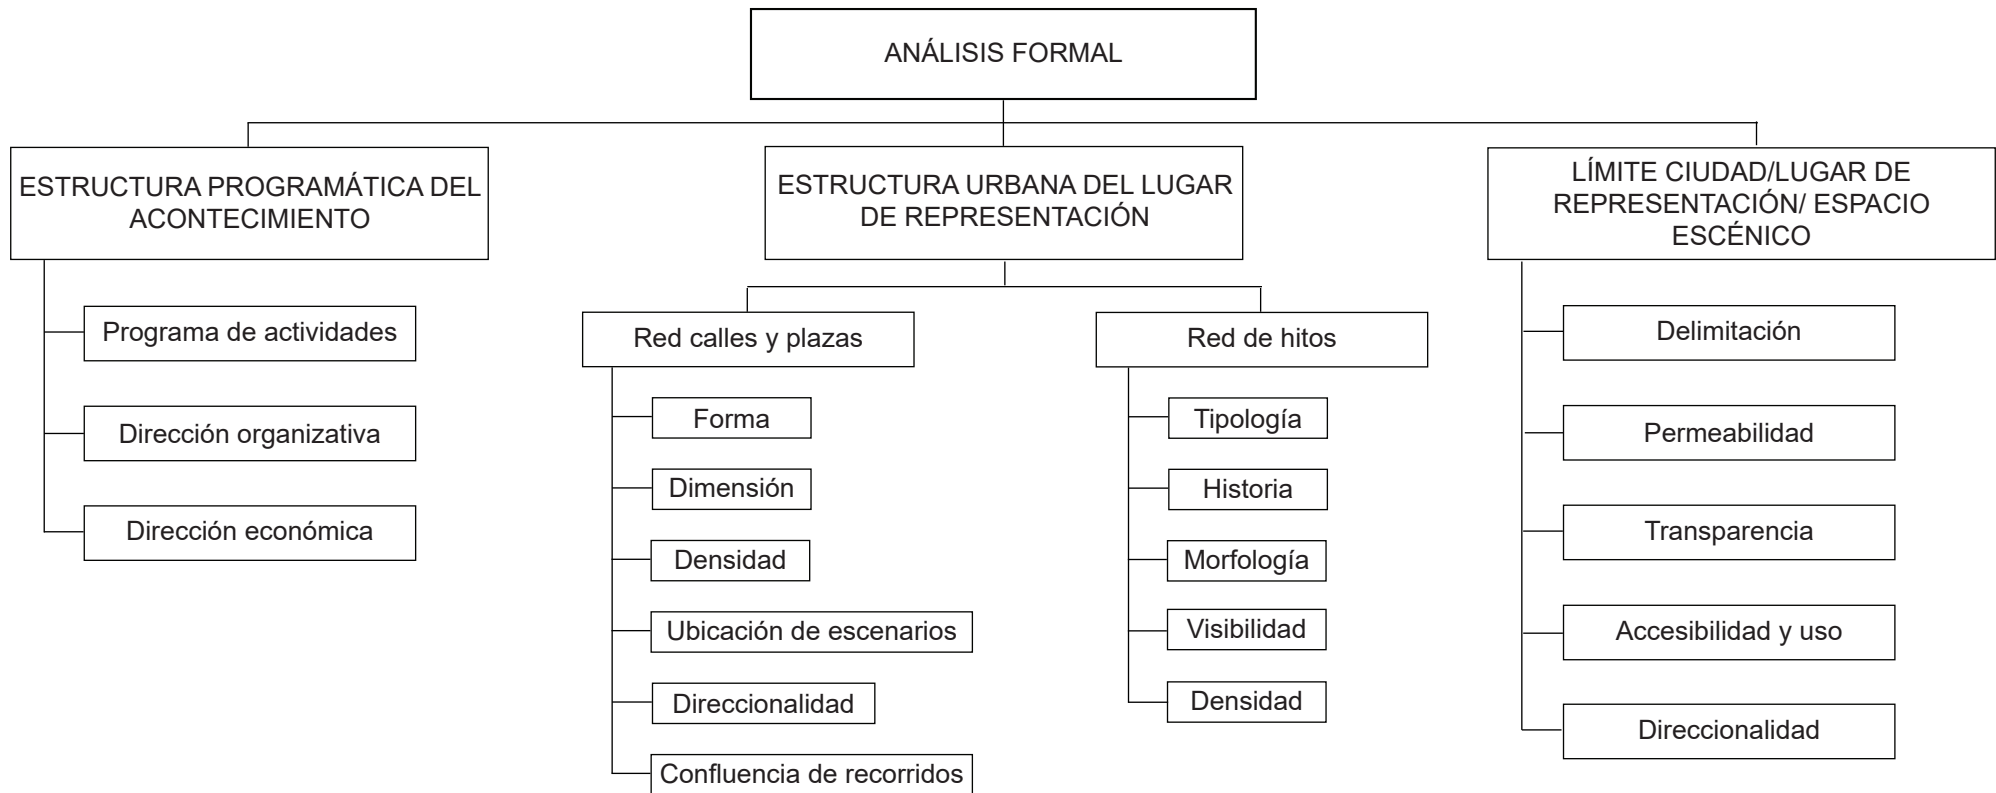 ANÁLISIS FORMAL
ESTRUCTURA PROGRAMÁTICA DEL
ACONTECIMIENTO
Programa de actividades
Dirección organizativa
Dirección económica
ESTRUCTURA URBANA DEL LUGAR
DE REPRESENTACIÓN
Red calles y plazas
Forma
Dimensión
Densidad
Ubicación de escenarios
Direccionalidad
Confluencia de recorridos
Red de hitos
Tipología
Historia
Morfología
Visibilidad
Densidad
LÍMITE CIUDAD/LUGAR DE
REPRESENTACIÓN/ ESPACIO
ESCÉNICO
Delimitación
Permeabilidad
Transparencia
Accesibilidad y uso
Direccionalidad